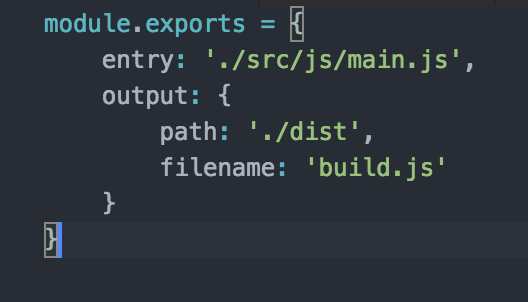 module.exports = {
    entry: './src/js/main.js',
    output: {
        path: './dist',
        filename: 'build.js'
    }
}